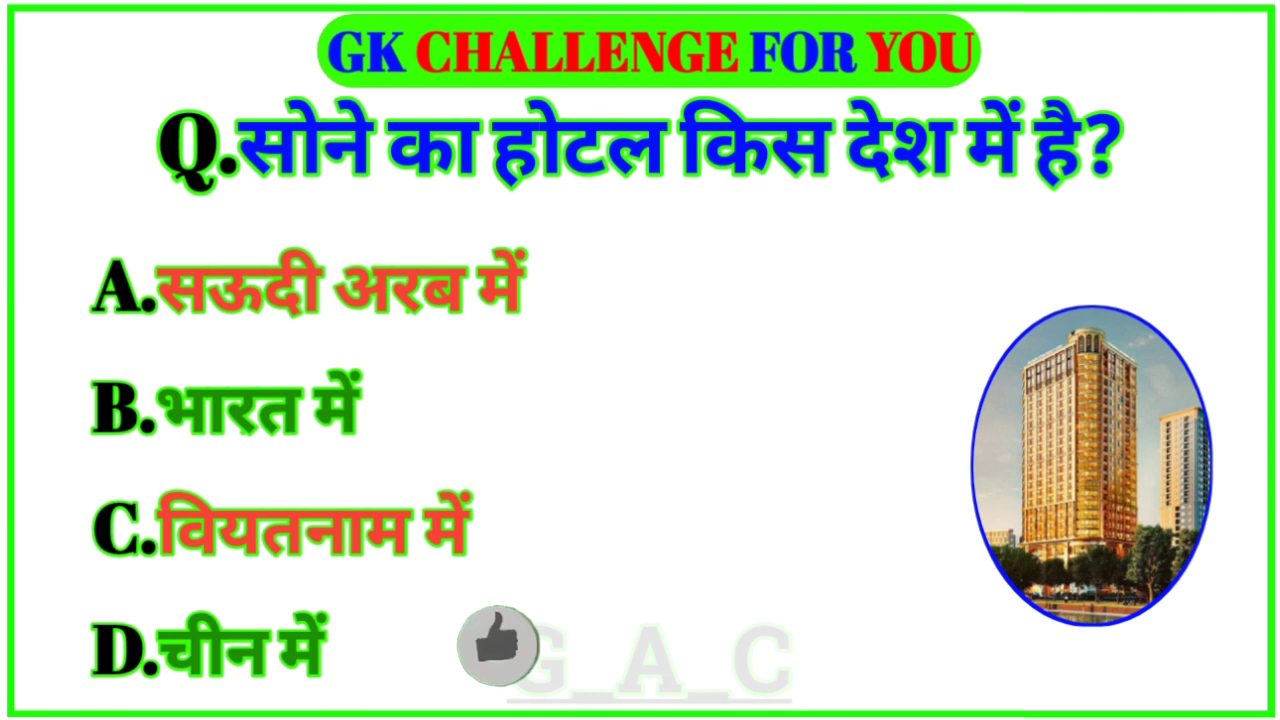 GK CHALLENGE FOR YOU
Q.सोने का होटल किस देश में है?
A.सऊदी अरब में
B.भारत में
C.वियतनाम में
D.चीन में
G_A_C